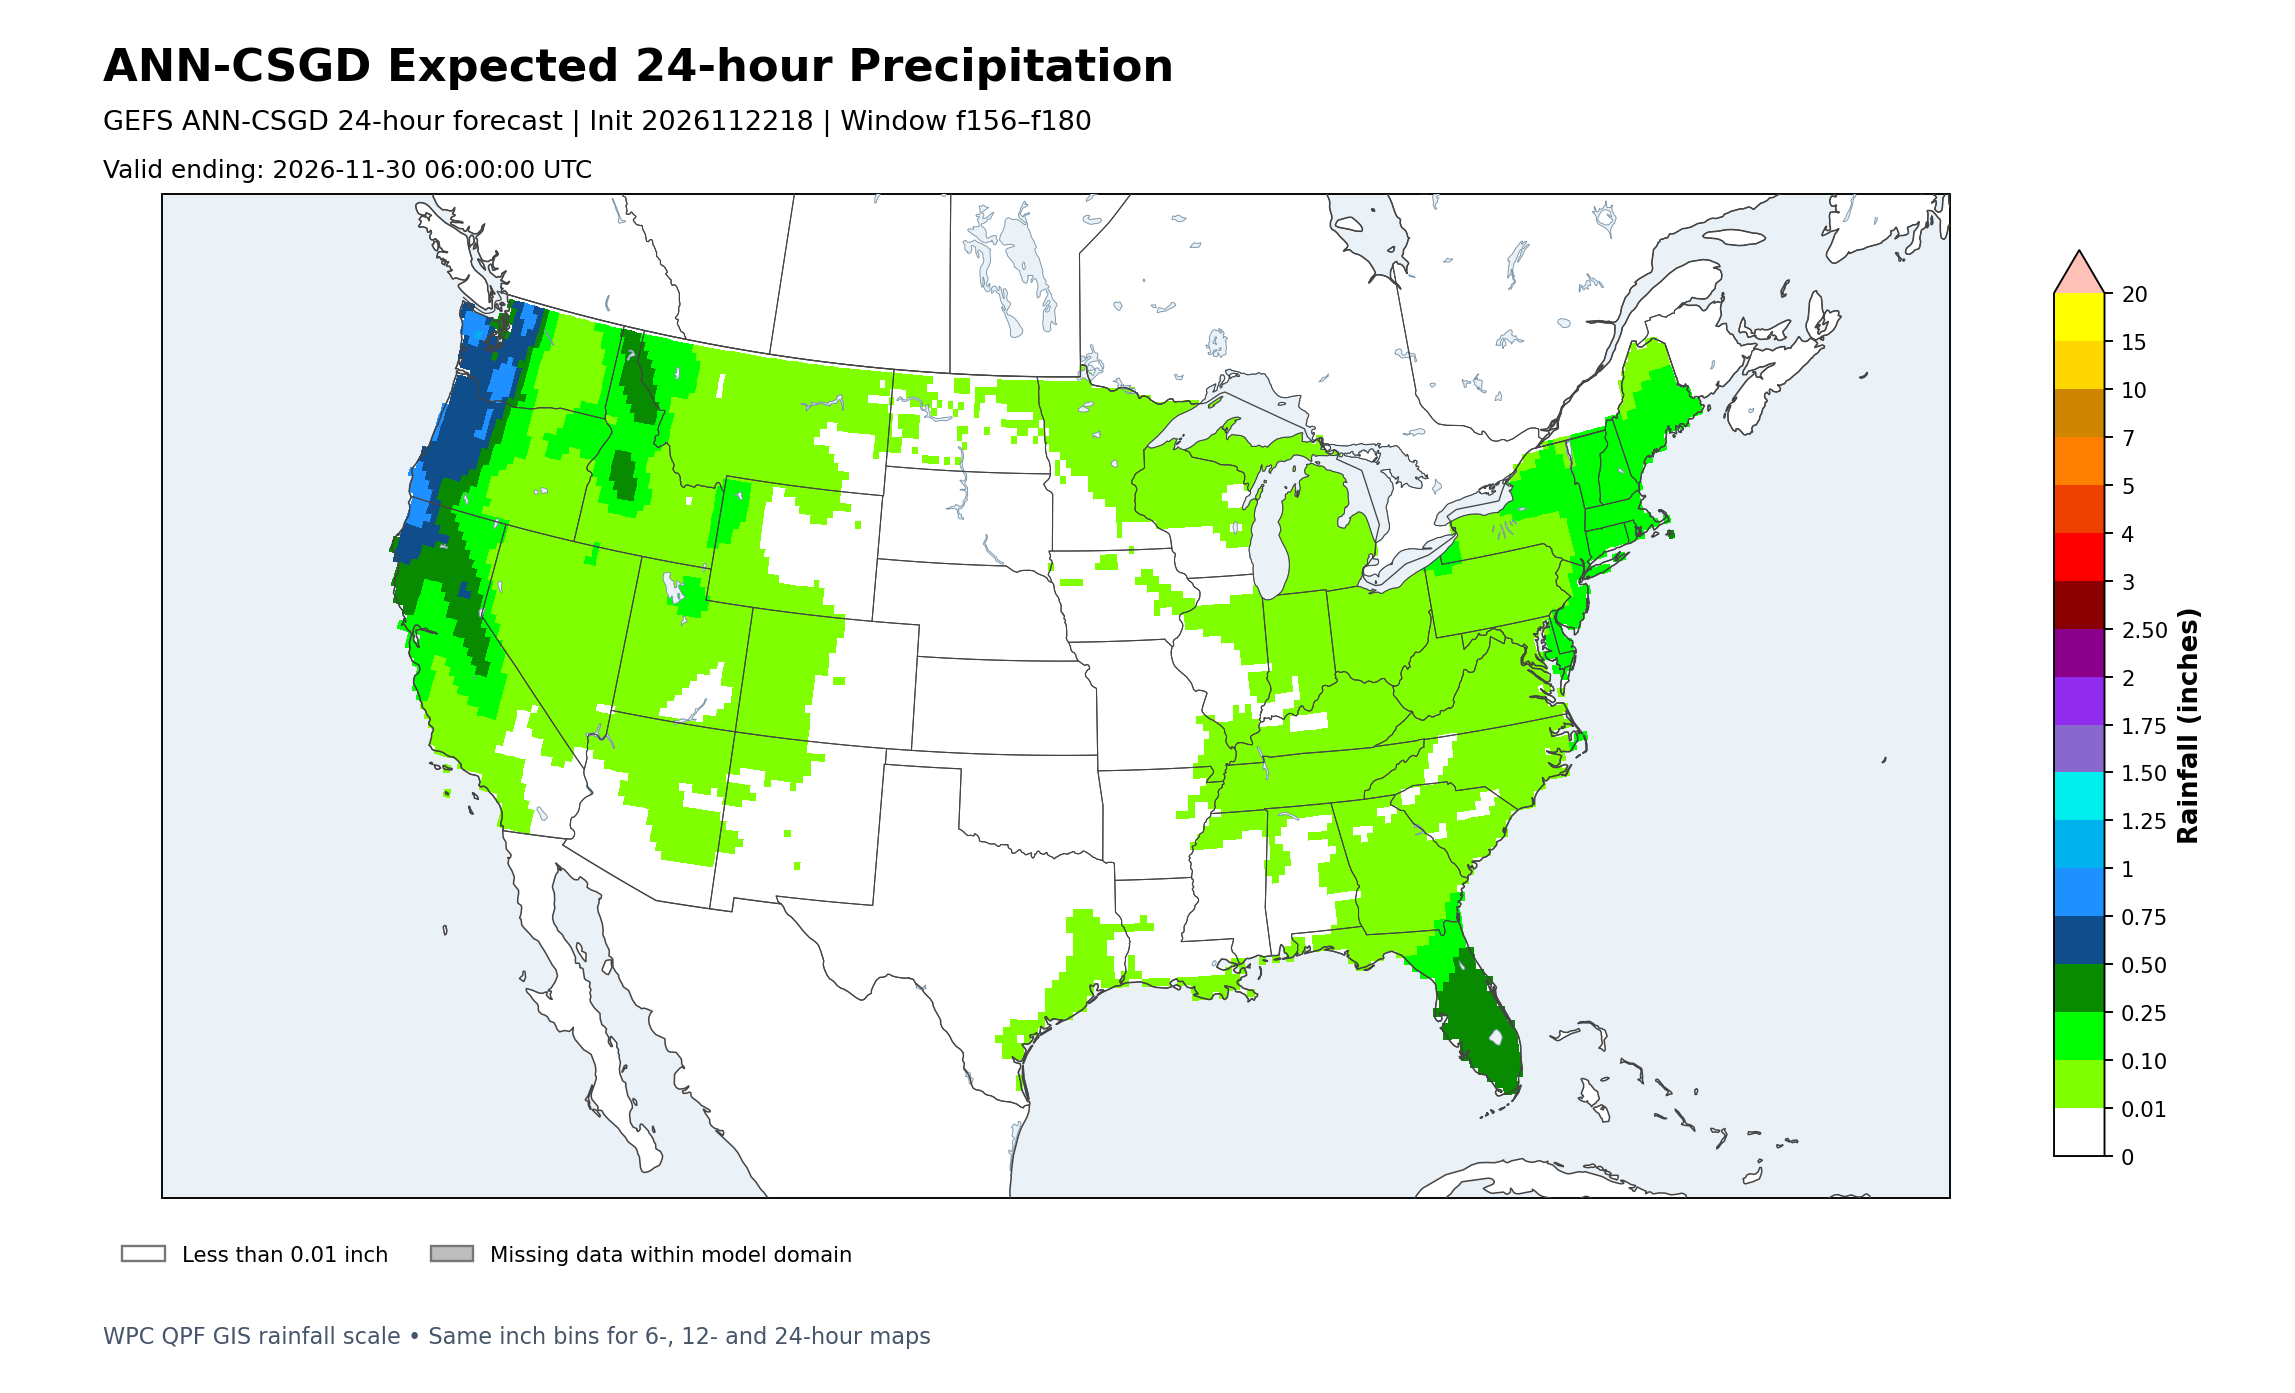 ANN-CSGD Expected 24-hour Precipitation
GEFS ANN-CSGD 24-hour forecast | Init 2026112218 | Window f156–f180
Valid ending: 2026-11-30 06:00:00 UTC
20
15
10
7
5
4
3
2.50
2
1.75
1.50
1.25
1
0.75
0.50
0.25
0.10
0.01
0
Rainfall (inches)
Less than 0.01 inch
Missing data within model domain
WPC QPF GIS rainfall scale • Same inch bins for 6-, 12- and 24-hour maps